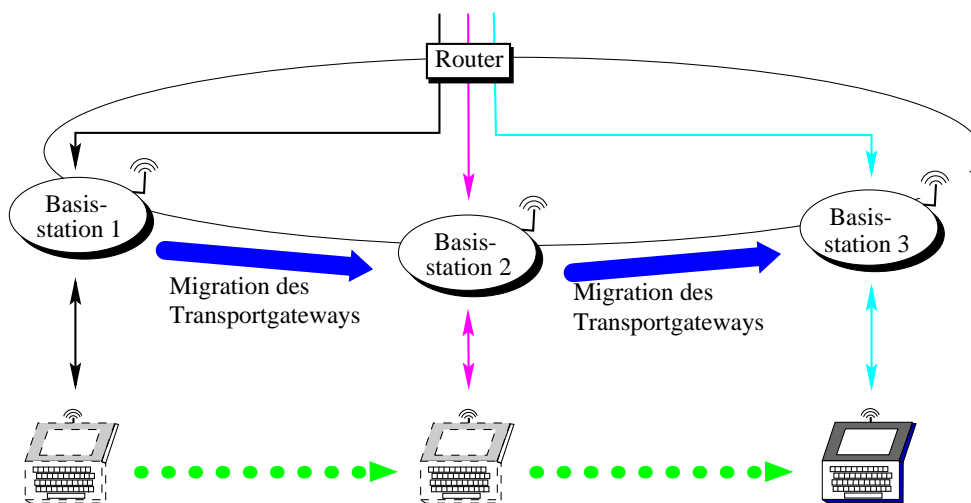 Router
Basis-
station 1
Basis-
station 2
Basis-
station 3
Migration des
Transportgateways
Migration des
Transportgateways